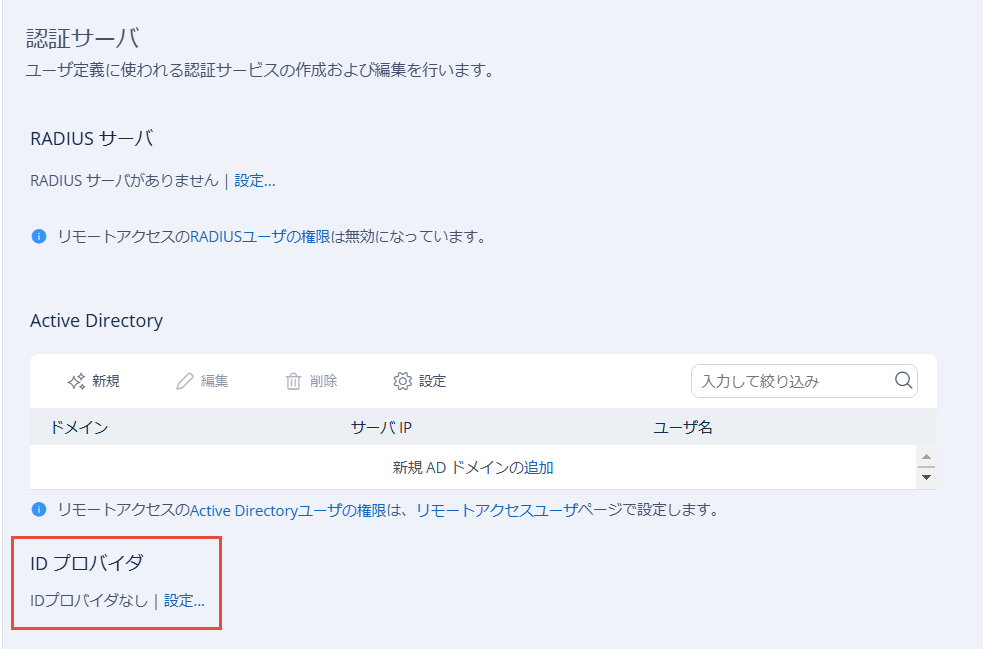 認証サーバ
ユーザ定義に使われる認証サービスの作成および編集を行います。
RADIUS サーバ
RADIUS サーバがありません | 設定...
リモートアクセスのRADIUSユーザの権限は無効になっています。
Active Directory
新規 編集 削除 設定 入力して絞り込み
ドメイン サーバ IP ユーザ名
新規 AD ドメインの追加
リモートアクセスのActive Directoryユーザの権限は、リモートアクセスユーザページで設定します。
ID プロバイダ
IDプロバイダなし | 設定...